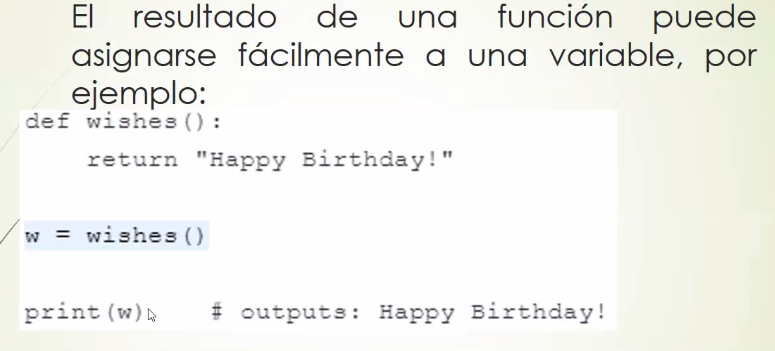 El resultado de una función puede
asignarse fácilmente a una variable, por
ejemplo:
def wishes():
    return "Happy Birthday!"
w = wishes()
print(w)    # outputs: Happy Birthday!